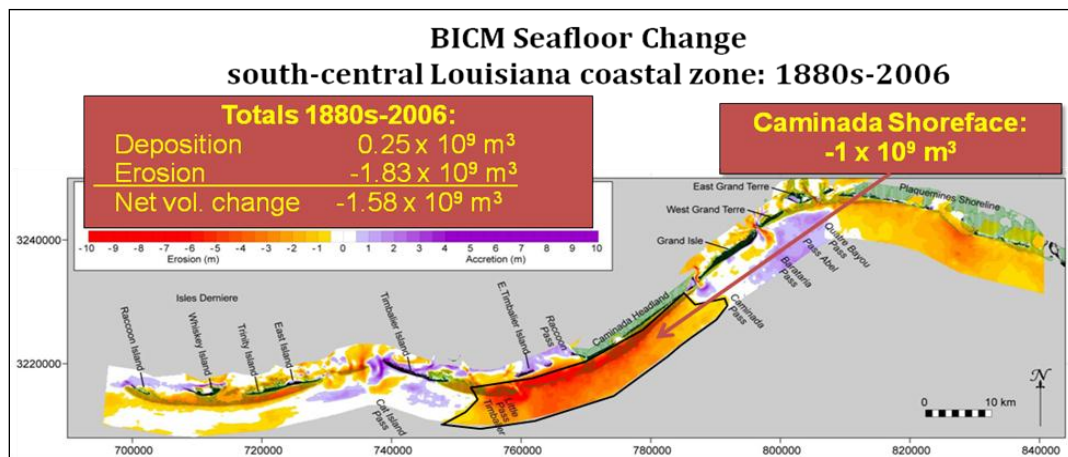 BICM Seafloor Change
south-central Louisiana coastal zone: 1880s-2006
Totals 1880s-2006:
Deposition 0.25 x 10⁹ m³
Erosion -1.83 x 10⁹ m³
Net vol. change -1.58 x 10⁹ m³
Caminada Shoreface:
-1 x 10⁹ m³
-10 -9 -8 -7 -6 -5 -4 -3 -2 -1 0 1 2 3 4 5 6 7 8 9 10
Erosion (m) Accretion (m)
3240000
3220000
East Grand Terre
West Grand Terre
Grand Isle
Plaquemines Shoreline
Quatre Bayou
Pass
Pass Abel
Barataria
Pass
Caminada
Pass
Caminada Headland
Raccoon
Pass
E.Timbalier Island
Timbalier Island
Isles Derniere
Raccoon Island
Whiskey Island
Trinity Island
East Island
Cat Island
Pass
Little
Pass
Timbalier
N
0 10 km
700000 720000 740000 760000 780000 800000 820000 840000